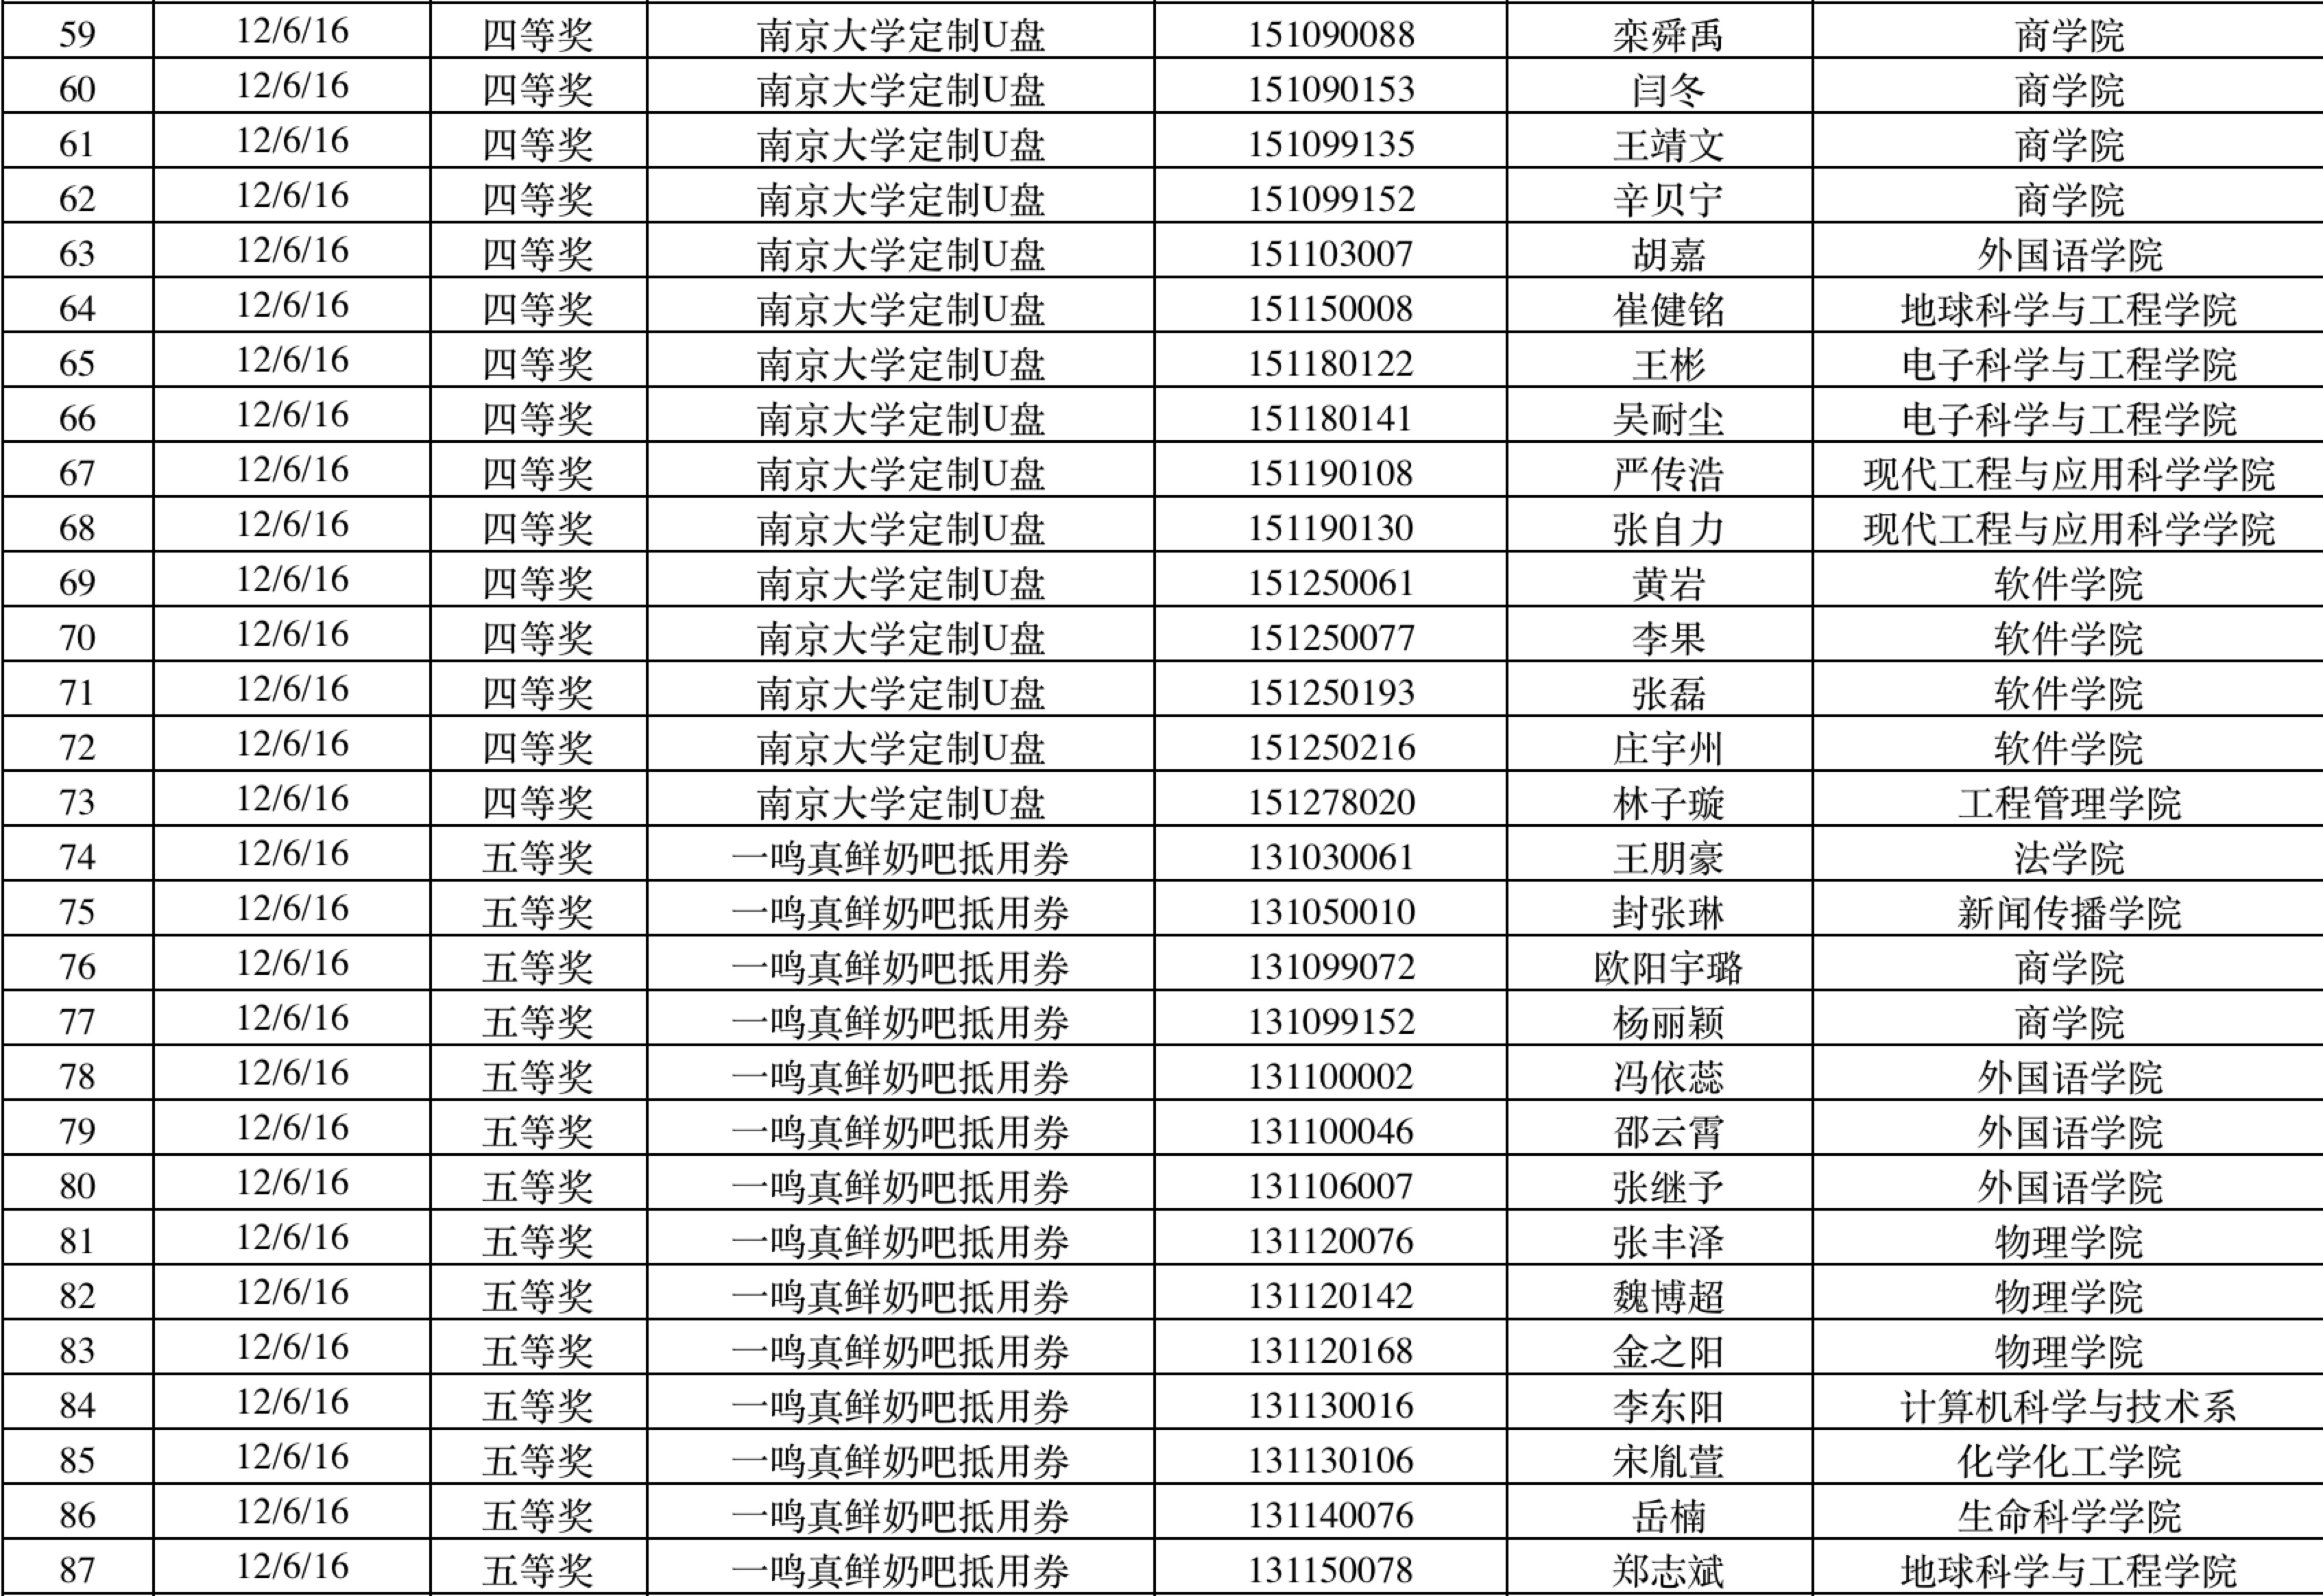 59 12/6/16 四等奖 南京大学定制U盘 151090088 栾舜禹 商学院
60 12/6/16 四等奖 南京大学定制U盘 151090153 闫冬 商学院
61 12/6/16 四等奖 南京大学定制U盘 151099135 王靖文 商学院
62 12/6/16 四等奖 南京大学定制U盘 151099152 辛贝宁 商学院
63 12/6/16 四等奖 南京大学定制U盘 151103007 胡嘉 外国语学院
64 12/6/16 四等奖 南京大学定制U盘 151150008 崔健铭 地球科学与工程学院
65 12/6/16 四等奖 南京大学定制U盘 151180122 王彬 电子科学与工程学院
66 12/6/16 四等奖 南京大学定制U盘 151180141 吴耐尘 电子科学与工程学院
67 12/6/16 四等奖 南京大学定制U盘 151190108 严传浩 现代工程与应用科学学院
68 12/6/16 四等奖 南京大学定制U盘 151190130 张自力 现代工程与应用科学学院
69 12/6/16 四等奖 南京大学定制U盘 151250061 黄岩 软件学院
70 12/6/16 四等奖 南京大学定制U盘 151250077 李果 软件学院
71 12/6/16 四等奖 南京大学定制U盘 151250193 张磊 软件学院
72 12/6/16 四等奖 南京大学定制U盘 151250216 庄宇州 软件学院
73 12/6/16 四等奖 南京大学定制U盘 151278020 林子璇 工程管理学院
74 12/6/16 五等奖 一鸣真鲜奶吧抵用券 131030061 王朋豪 法学院
75 12/6/16 五等奖 一鸣真鲜奶吧抵用券 131050010 封张琳 新闻传播学院
76 12/6/16 五等奖 一鸣真鲜奶吧抵用券 131099072 欧阳宇璐 商学院
77 12/6/16 五等奖 一鸣真鲜奶吧抵用券 131099152 杨丽颖 商学院
78 12/6/16 五等奖 一鸣真鲜奶吧抵用券 131100002 冯依蕊 外国语学院
79 12/6/16 五等奖 一鸣真鲜奶吧抵用券 131100046 邵云霄 外国语学院
80 12/6/16 五等奖 一鸣真鲜奶吧抵用券 131106007 张继予 外国语学院
81 12/6/16 五等奖 一鸣真鲜奶吧抵用券 131120076 张丰泽 物理学院
82 12/6/16 五等奖 一鸣真鲜奶吧抵用券 131120142 魏博超 物理学院
83 12/6/16 五等奖 一鸣真鲜奶吧抵用券 131120168 金之阳 物理学院
84 12/6/16 五等奖 一鸣真鲜奶吧抵用券 131130016 李东阳 计算机科学与技术系
85 12/6/16 五等奖 一鸣真鲜奶吧抵用券 131130106 宋胤萱 化学化工学院
86 12/6/16 五等奖 一鸣真鲜奶吧抵用券 131140076 岳楠 生命科学学院
87 12/6/16 五等奖 一鸣真鲜奶吧抵用券 131150078 郑志斌 地球科学与工程学院